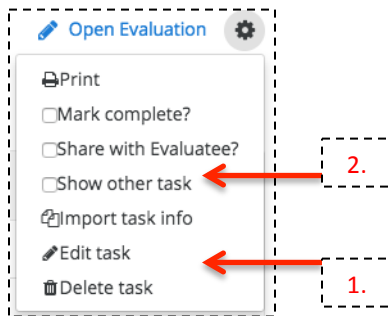 Open Evaluation
Print
Mark complete?
Share with Evaluatee?
Show other task
2.
Import task info
Edit task
1.
Delete task